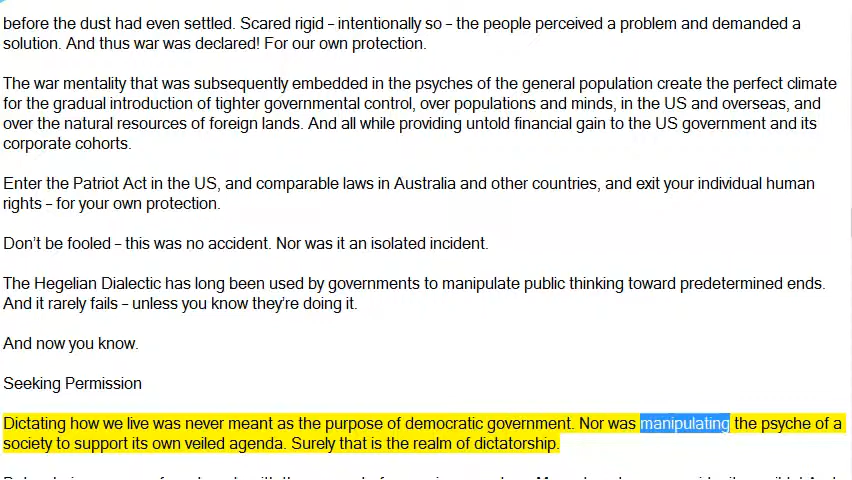 before the dust had even settled. Scared rigid – intentionally so – the people perceived a problem and demanded a
solution. And thus war was declared! For our own protection.
The war mentality that was subsequently embedded in the psyches of the general population create the perfect climate
for the gradual introduction of tighter governmental control, over populations and minds, in the US and overseas, and
over the natural resources of foreign lands. And all while providing untold financial gain to the US government and its
corporate cohorts.
Enter the Patriot Act in the US, and comparable laws in Australia and other countries, and exit your individual human
rights – for your own protection.
Don't be fooled – this was no accident. Nor was it an isolated incident.
The Hegelian Dialectic has long been used by governments to manipulate public thinking toward predetermined ends.
And it rarely fails – unless you know they're doing it.
And now you know.
Seeking Permission
Dictating how we live was never meant as the purpose of democratic government. Nor was manipulating the psyche of a
society to support its own veiled agenda. Surely that is the realm of dictatorship.